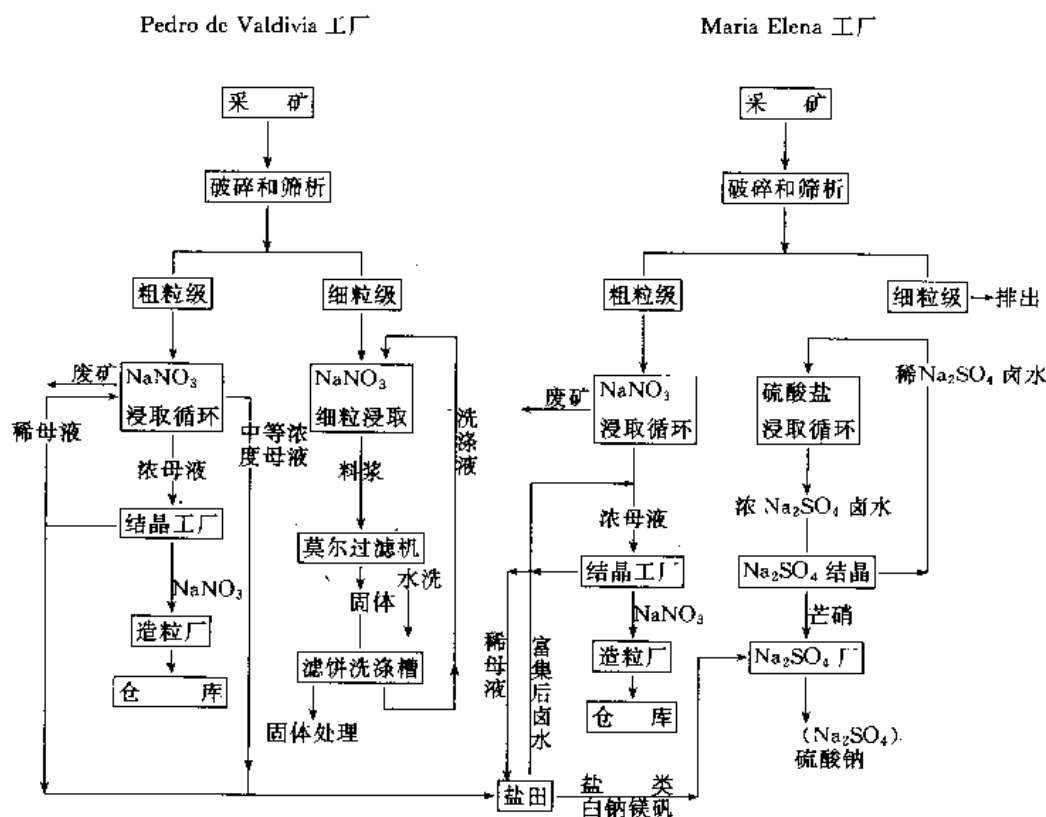 Pedro de Valdivia 工厂
采 矿
破碎和筛析
粗粒级
细粒级
废矿
NaNO3
浸取循环
稀母液
中等浓
度母液
NaNO3
细粒浸取
洗涤液
浓母液
料浆
结晶工厂
莫尔过滤机
水洗
NaNO3
固体
造粒厂
滤饼洗涤槽
仓 库
固体处理
Maria Elena 工厂
采 矿
破碎和筛析
粗粒级
细粒级
排出
废矿
NaNO3
浸取循环
硫酸盐
浸取循环
稀Na2SO4 卤水
浓母液
浓 Na2SO4 卤水
结晶工厂
Na2SO4 结晶
稀母液
富集后卤水
NaNO3
芒硝
造粒厂
Na2SO4 厂
仓 库
(Na2SO4)
硫酸钠
盐田
盐 类
白钠镁矾